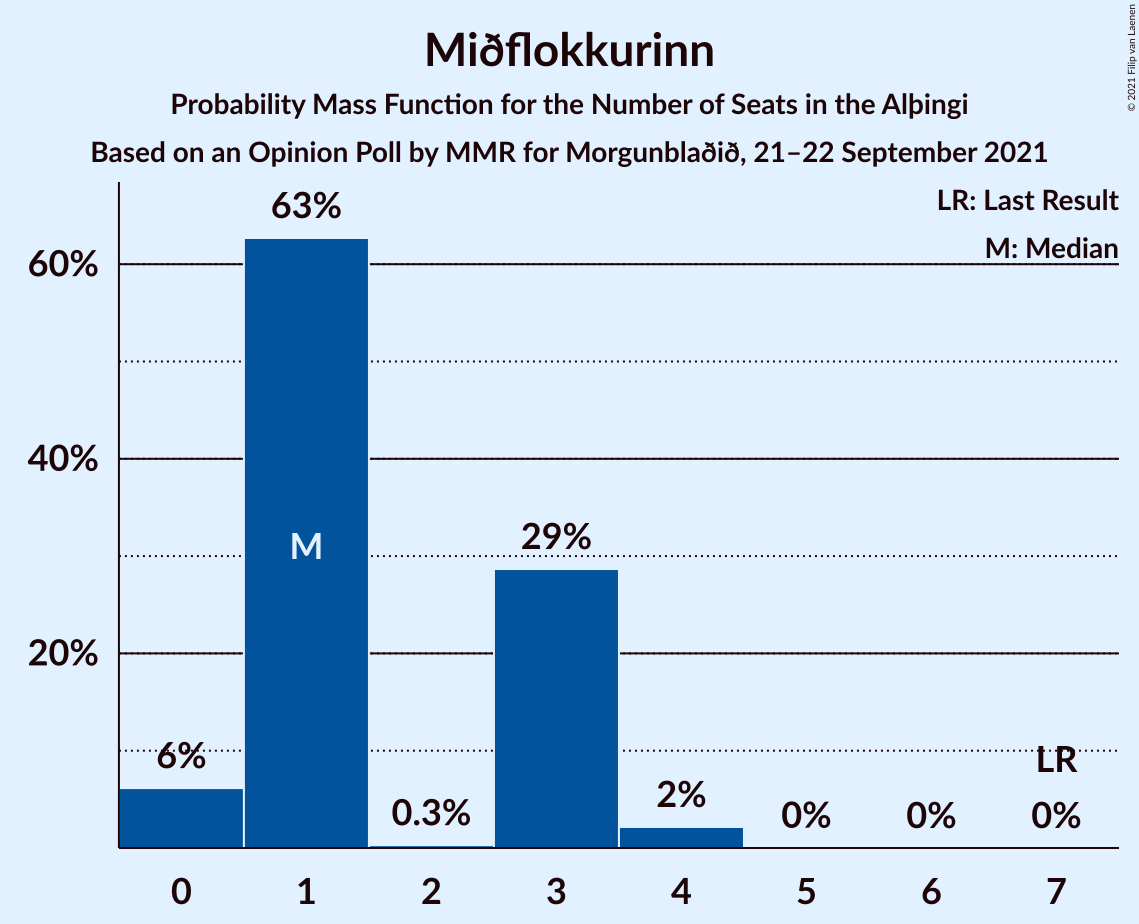 Miðflokkurinn
Probability Mass Function for the Number of Seats in the Alþingi
Based on an Opinion Poll by MMR for Morgunblaðið, 21–22 September 2021
© 2021 Filip van Laenen
LR: Last Result
M: Median
60%
40%
20%
6%
63%
M
0.3%
29%
2%
0%
0%
LR
0%
0 1 2 3 4 5 6 7